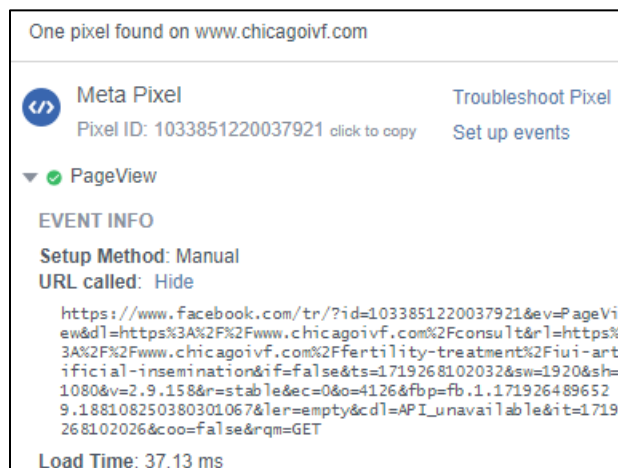 One pixel found on www.chicagoivf.com
Meta Pixel
Troubleshoot Pixel
Pixel ID: 1033851220037921 click to copy
Set up events
PageView
EVENT INFO
Setup Method: Manual
URL called: Hide
https://www.facebook.com/tr/?id=1033851220037921&ev=PageVi
ew&dl=https%3A%2F%2Fwww.chicagoivf.com%2Fconsult&rl=https%
3A%2F%2Fwww.chicagoivf.com%2Ffertility-treatment%2Fiui-art
ificial-insemination&if=false&ts=1719268102032&sw=1920&sh=
1080&v=2.9.158&r=stable&ec=0&o=4126&fbp=fb.1.171926489652
9.188108250380301067&ler=empty&cdl=API_unavailable&it=1719
268102026&coo=false&rqm=GET
Load Time: 37.13 ms